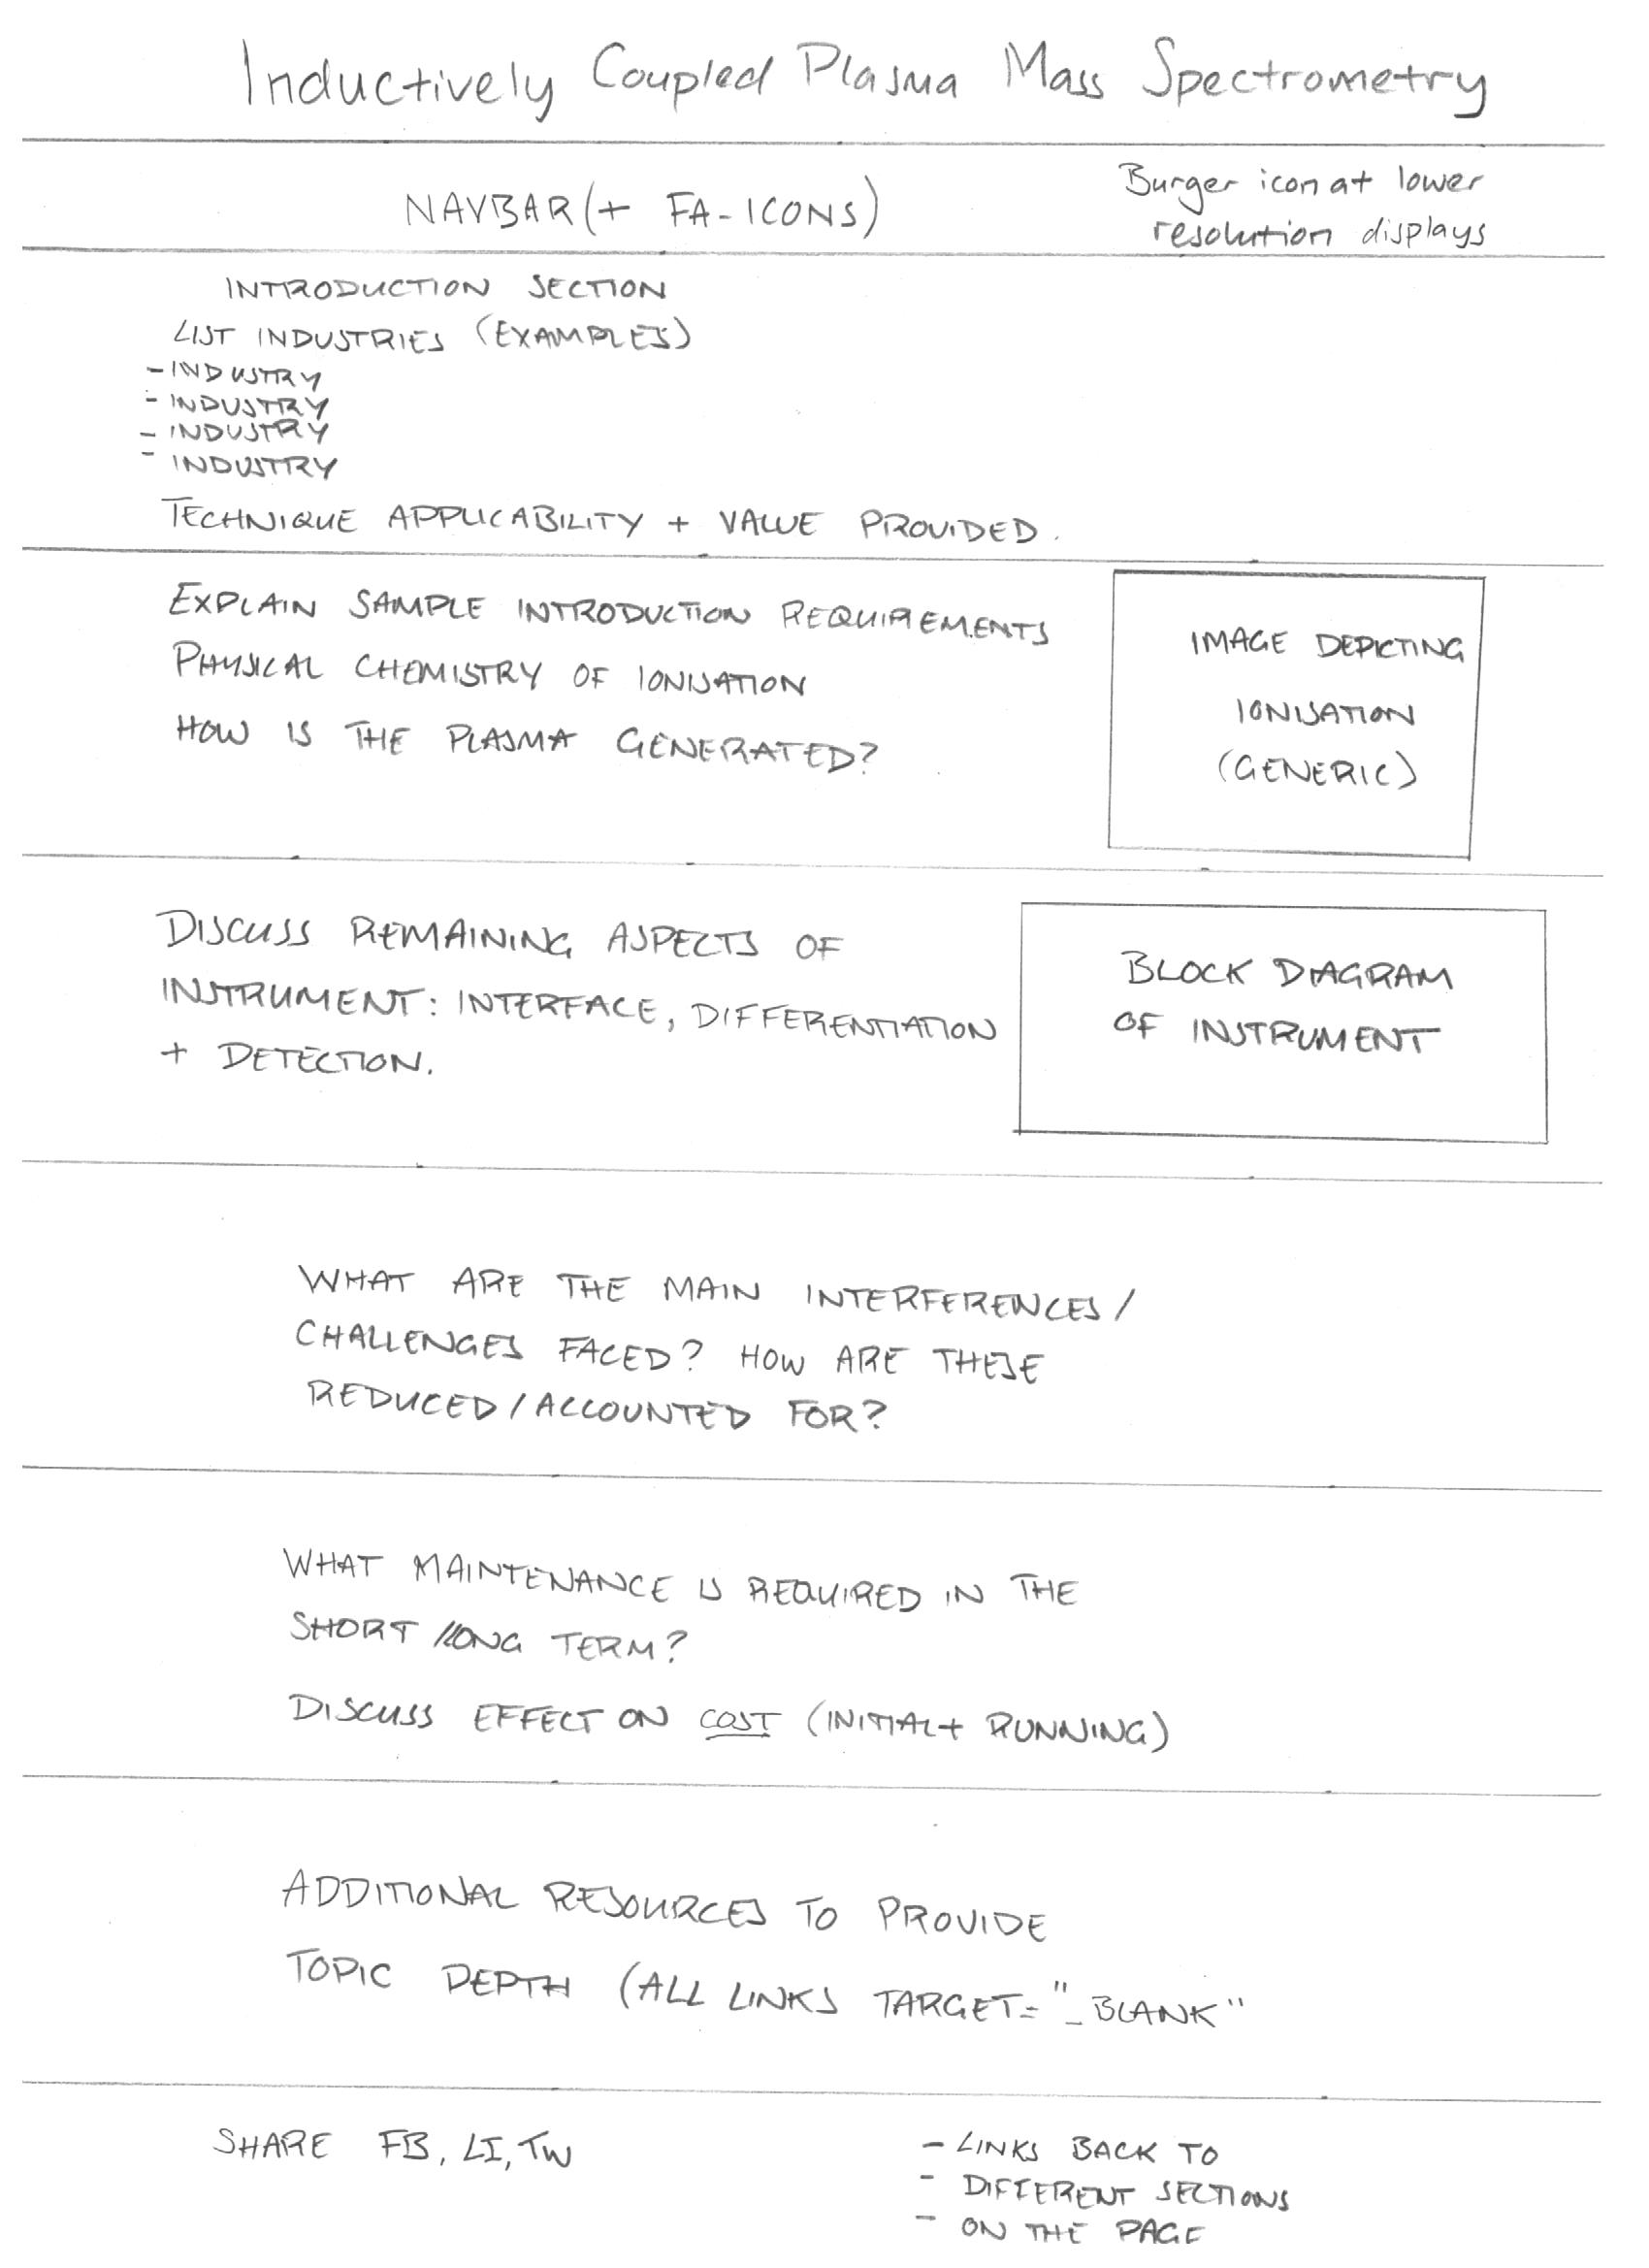 Inductively Coupled Plasma Mass Spectrometry
NAVBAR (+ FA-ICONS)
Burger icon at lower
resolution displays
INTRODUCTION SECTION
LIST INDUSTRIES (EXAMPLES)
- INDUSTRY
- INDUSTRY
- INDUSTRY
- INDUSTRY
TECHNIQUE APPLICABILITY + VALUE PROVIDED.
EXPLAIN SAMPLE INTRODUCTION REQUIREMENTS
PHYSICAL CHEMISTRY OF IONISATION
HOW IS THE PLASMA GENERATED?
IMAGE DEPICTING
IONISATION
(GENERIC)
DISCUSS REMAINING ASPECTS OF
INSTRUMENT: INTERFACE, DIFFERENTIATION
+ DETECTION.
BLOCK DIAGRAM
OF INSTRUMENT
WHAT ARE THE MAIN INTERFERENCES/
CHALLENGES FACED? HOW ARE THESE
REDUCED/ACCOUNTED FOR?
WHAT MAINTENANCE IS REQUIRED IN THE
SHORT/LONG TERM?
DISCUSS EFFECT ON COST (INITIAL + RUNNING)
ADDITIONAL RESOURCES TO PROVIDE
TOPIC DEPTH (ALL LINKS TARGET="_BLANK"
SHARE FB, LI, TW
- LINKS BACK TO
- DIFFERENT SECTIONS
- ON THE PAGE